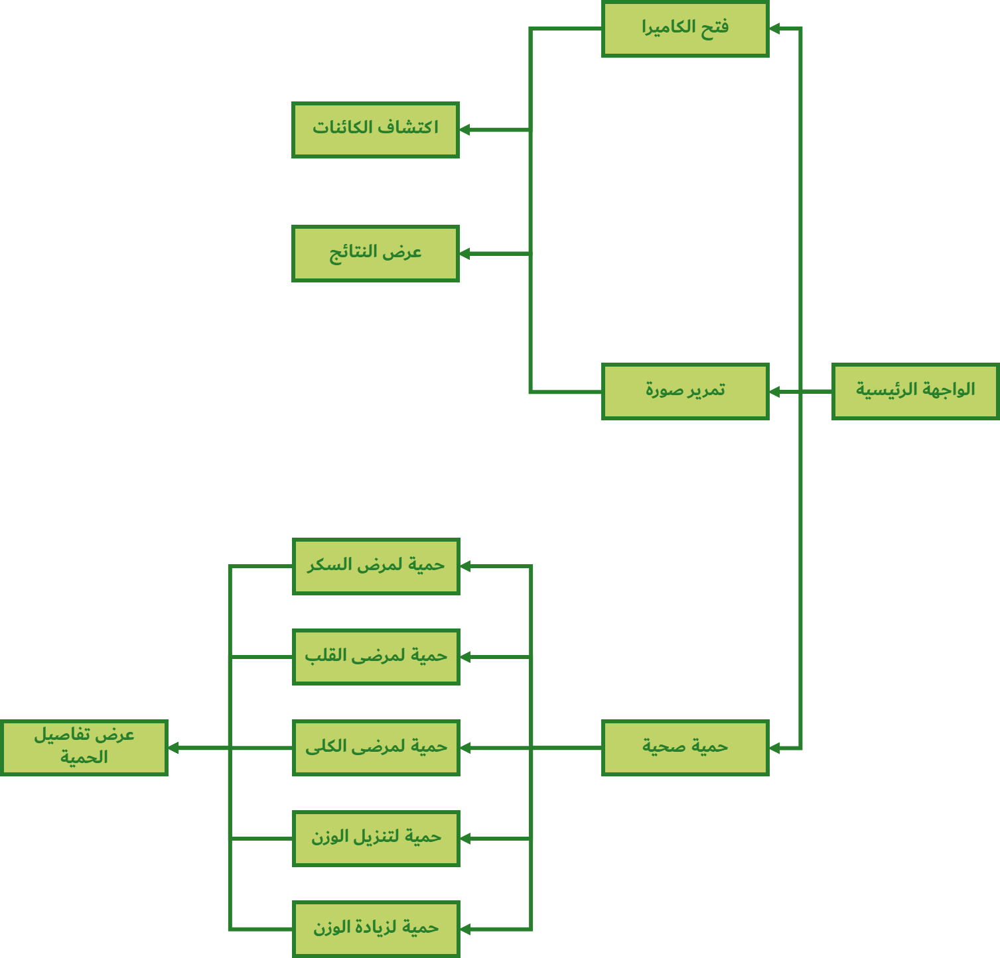 فتح الكاميرا
اكتشاف الكائنات
عرض النتائج
الواجهة الرئيسية
تمرير صورة
حمية لمرض السكر
حمية لمرضى القلب
حمية صحية
حمية لمرضى الكلى
عرض تفاصيل
الحمية
حمية لتنزيل الوزن
حمية لزيادة الوزن